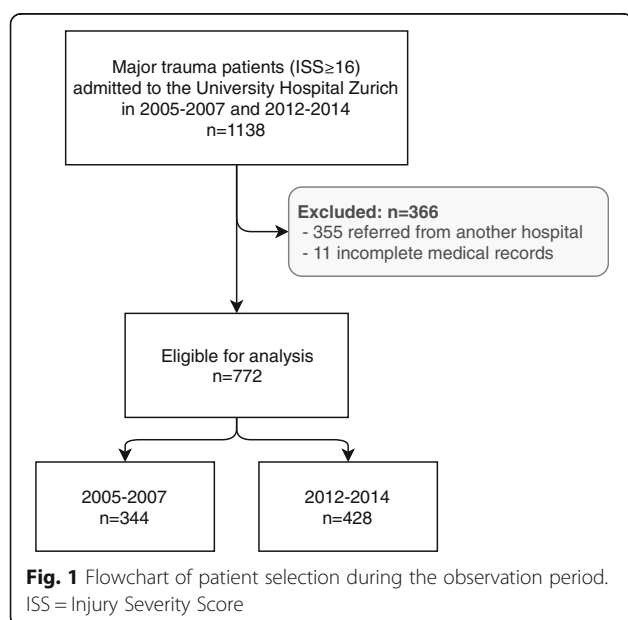 Major trauma patients (ISS≥16)
admitted to the University Hospital Zurich
in 2005-2007 and 2012-2014
n=1138
Excluded: n=366
- 355 referred from another hospital
- 11 incomplete medical records
Eligible for analysis
n=772
2005-2007
n=344
2012-2014
n=428
Fig. 1 Flowchart of patient selection during the observation period.
ISS = Injury Severity Score